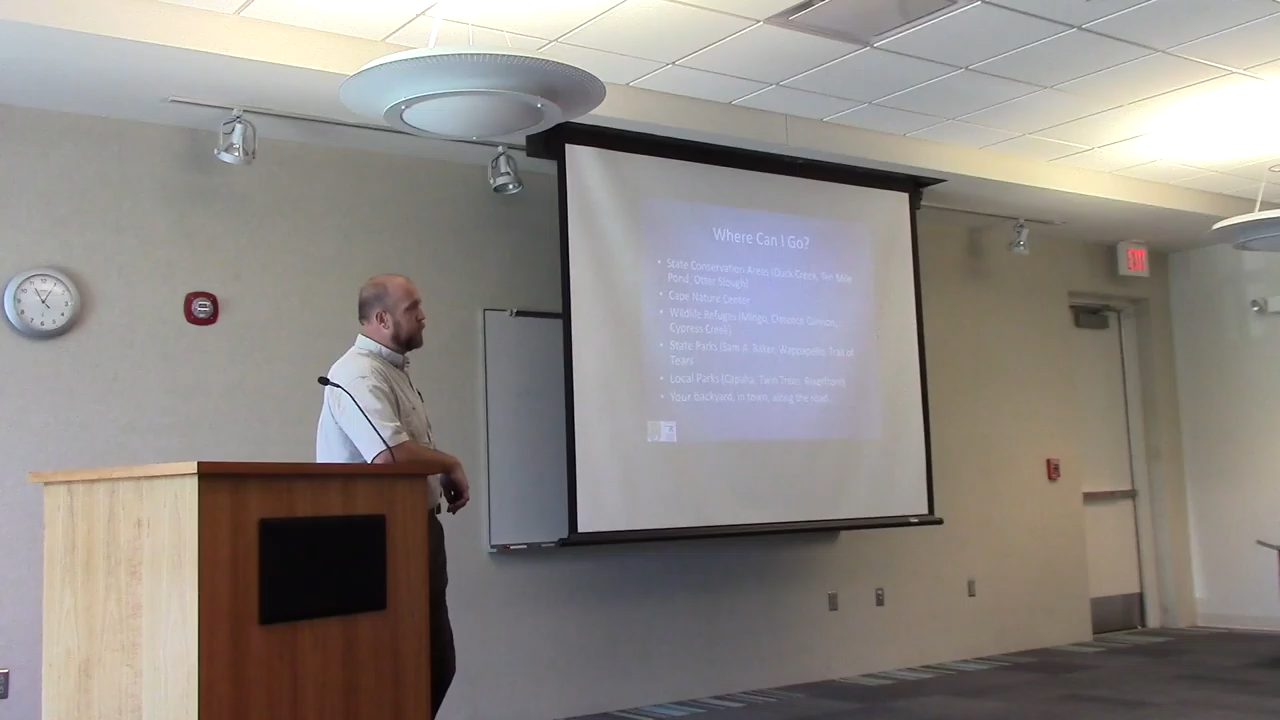 Where Can I Go?
• State Conservation Areas (Duck Creek, Ten Mile
Pond, Otter Slough)
• Cape Nature Center
• Wildlife Refuges (Mingo, Clarence Cannon,
Cypress Creek)
• State Parks (Sam A. Baker, Wappapello, Trail of
Tears
• Local Parks (Capaha, Twin Trees, Riverfront)
• Your backyard, in town, along the road...
EXIT